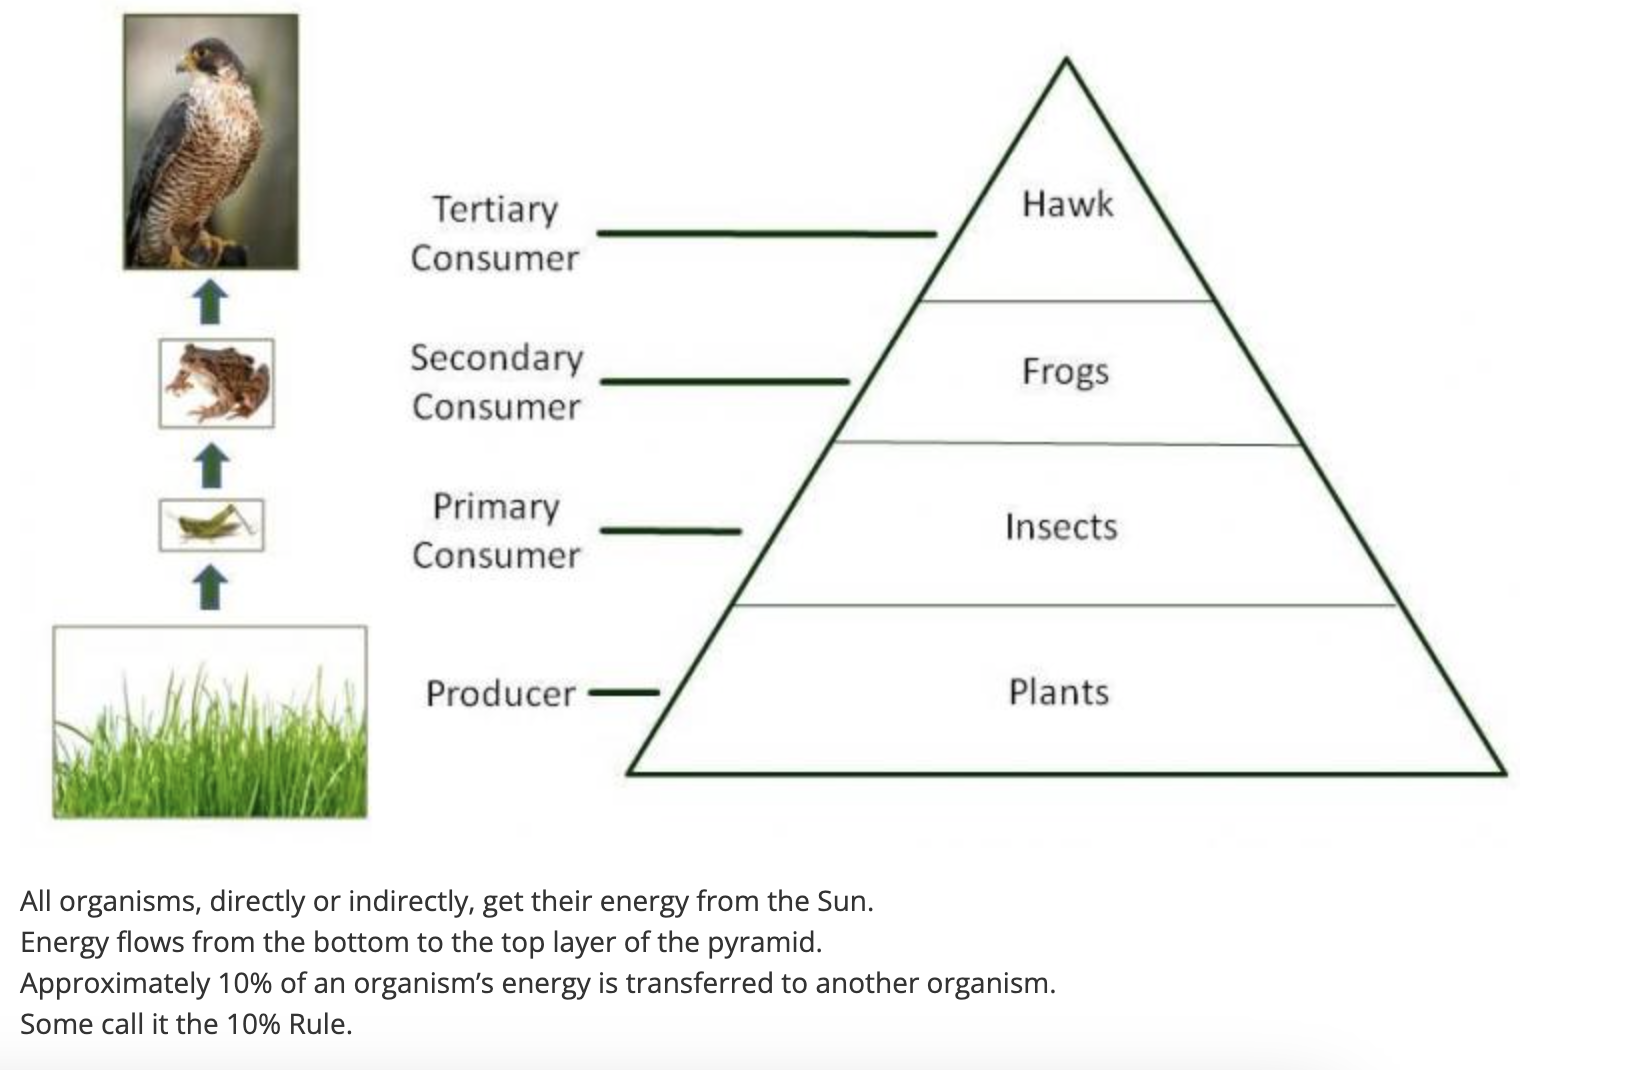 Tertiary
Consumer
Hawk
Secondary
Consumer
Frogs
Primary
Consumer
Insects
Producer
Plants
All organisms, directly or indirectly, get their energy from the Sun.
Energy flows from the bottom to the top layer of the pyramid.
Approximately 10% of an organism’s energy is transferred to another organism.
Some call it the 10% Rule.